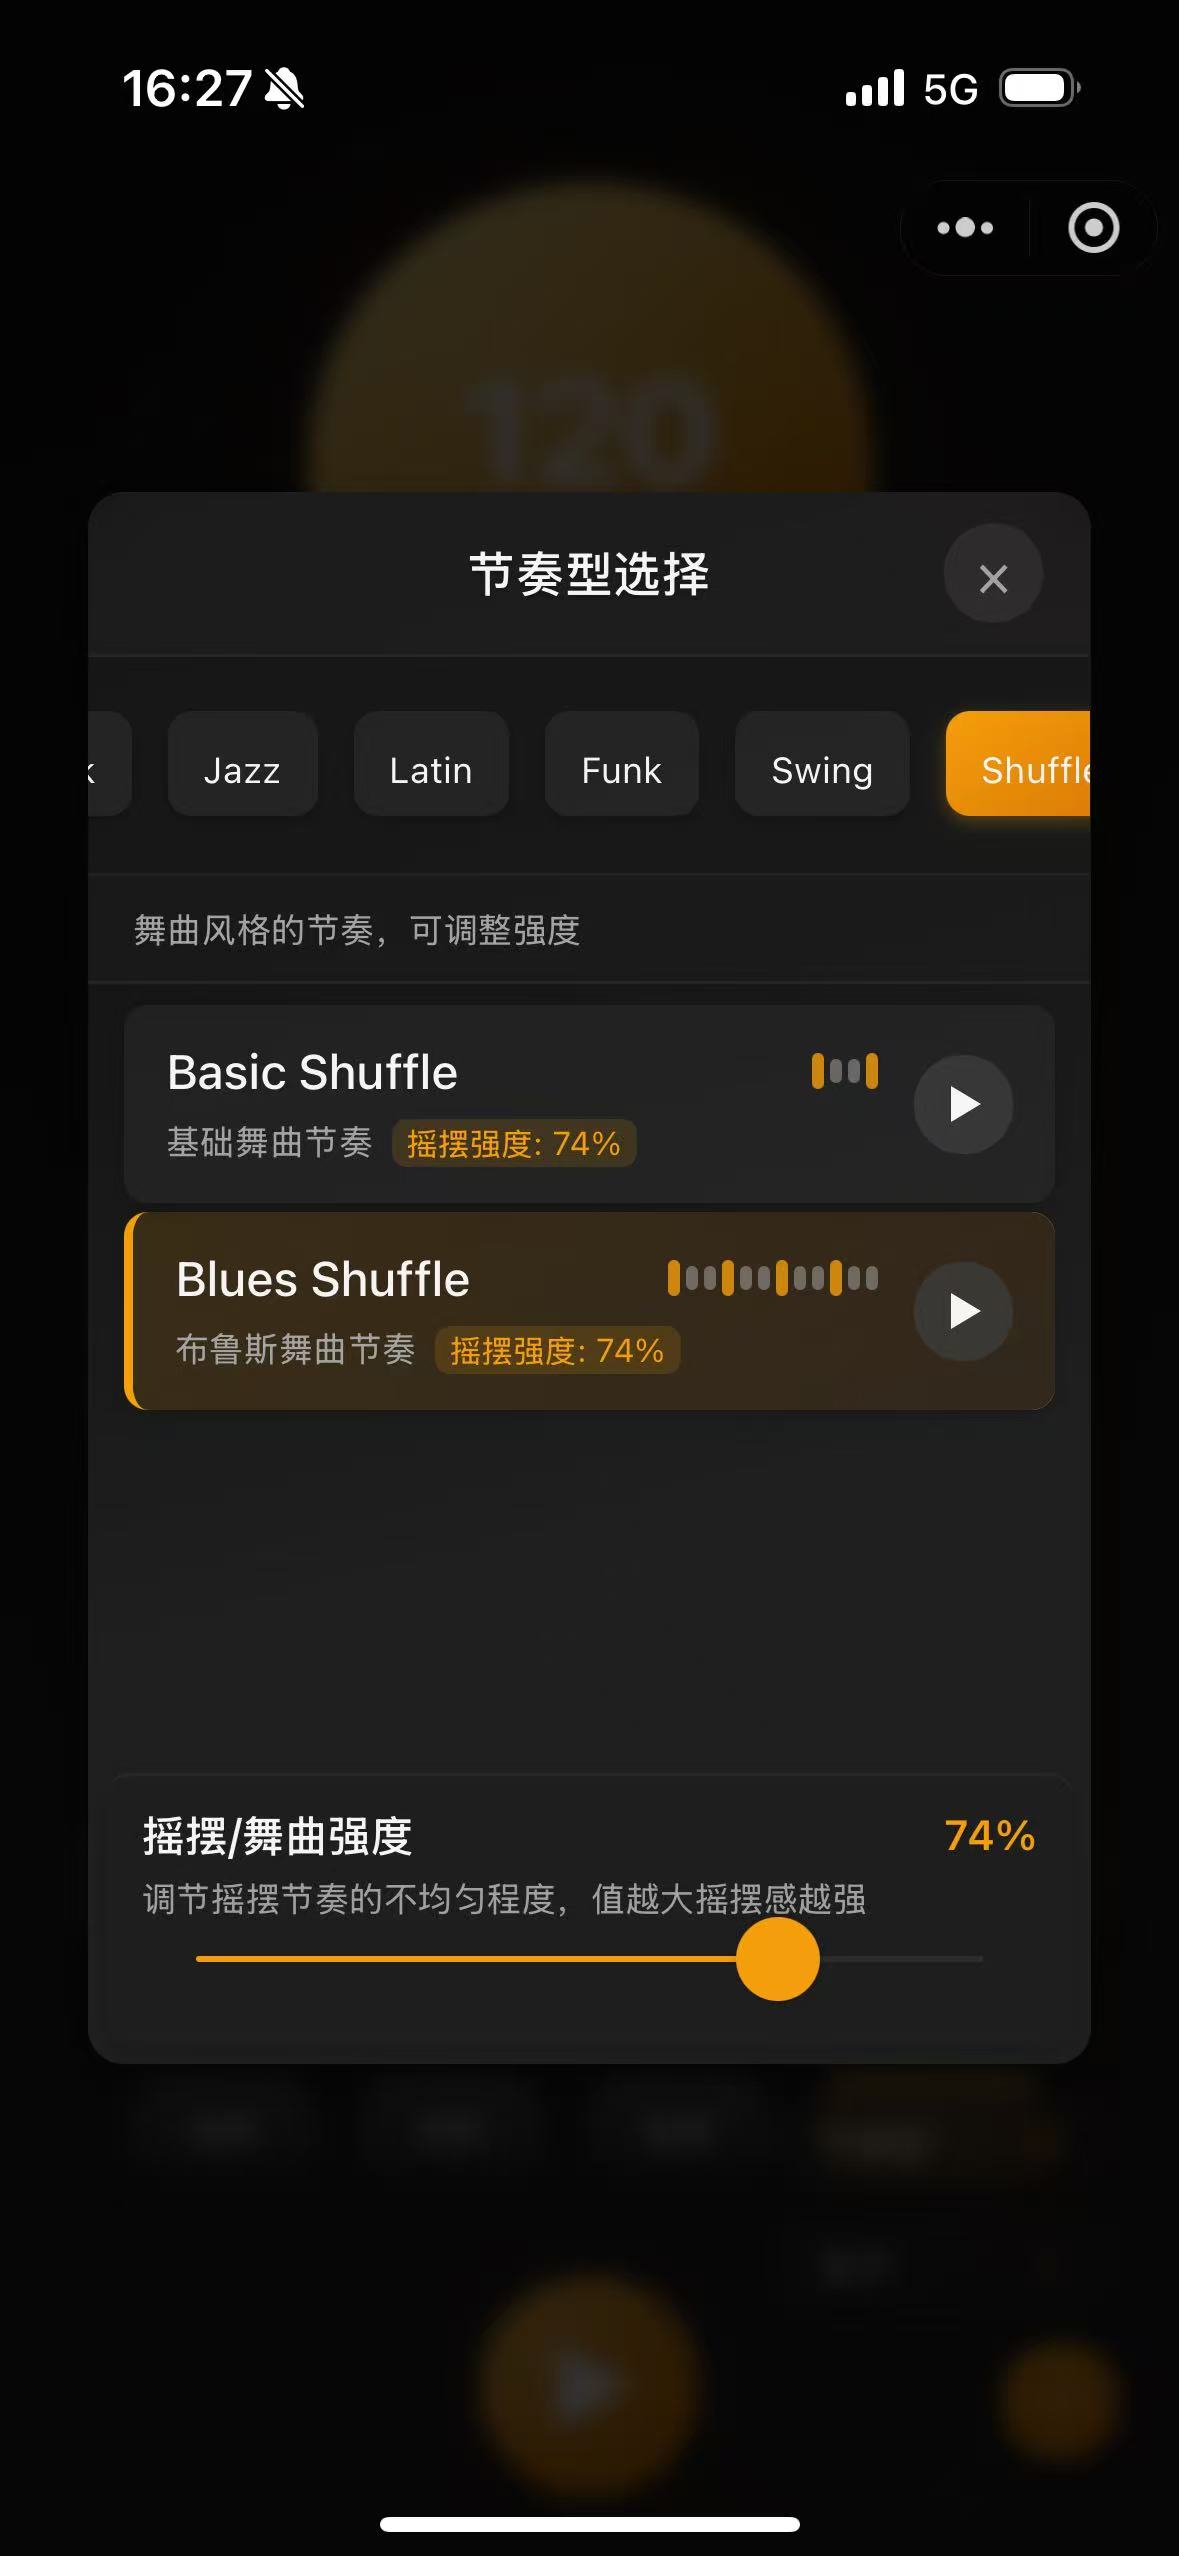 16:27
5G
120
节奏型选择
k
Jazz
Latin
Funk
Swing
Shuffle
舞曲风格的节奏，可调整强度
Basic Shuffle
基础舞曲节奏 摇摆强度: 74%
Blues Shuffle
布鲁斯舞曲节奏 摇摆强度: 74%
摇摆/舞曲强度 74%
调节摇摆节奏的不均匀程度，值越大摇摆感越强